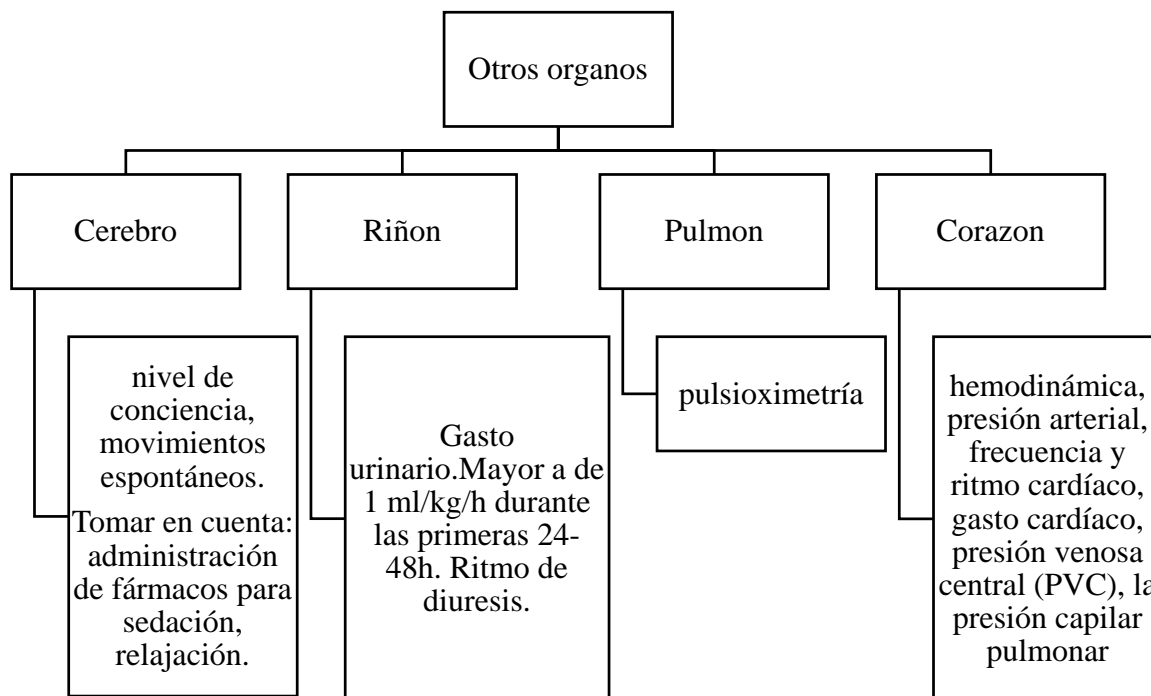 Otros organos
Cerebro
nivel de
conciencia,
movimientos
espontáneos.
Tomar en cuenta:
administración
de fármacos para
sedación,
relajación.
Riñon
Gasto
urinario.Mayor a de
1 ml/kg/h durante
las primeras 24-
48h. Ritmo de
diuresis.
Pulmon
pulsioximetría
Corazon
hemodinámica,
presión arterial,
frecuencia y
ritmo cardíaco,
gasto cardíaco,
presión venosa
central (PVC), la
presión capilar
pulmonar